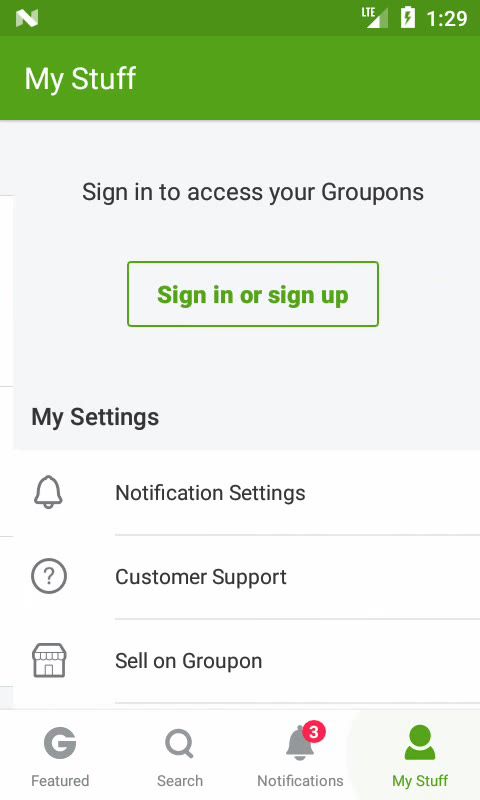 LTE 1:29
My Stuff
Sign in to access your Groupons
Sign in or sign up
My Settings
Notification Settings
? Customer Support
Sell on Groupon
G 3
Featured Search Notifications My Stuff